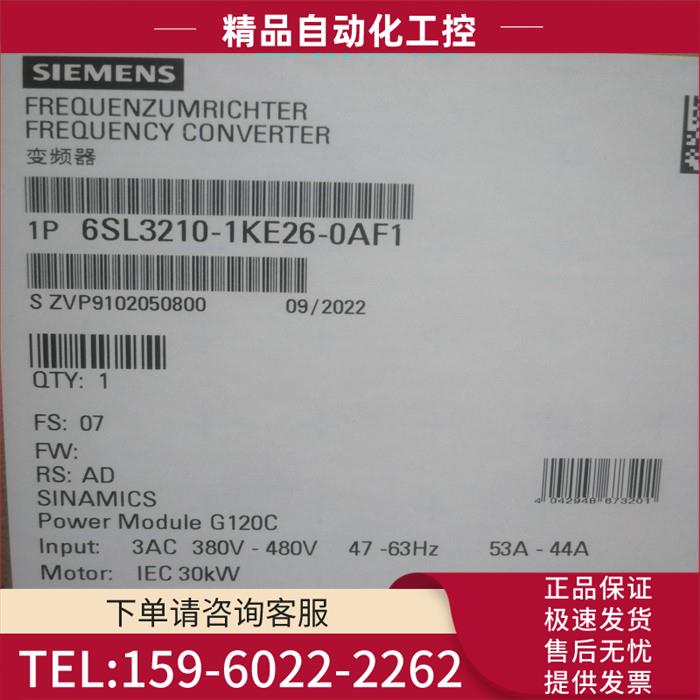 精品自动化工控
SIEMENS
FREQUENZUMRICHTER
FREQUENCY CONVERTER
变频器
1P 6SL3210-1KE26-0AF1
S ZVP9102050800 09/2022
QTY: 1
FS: 07
FW:
RS: AD
SINAMICS
Power Module G120C
Input: 3AC 380V - 480V 47 -63Hz 53A - 44A
Motor: IEC 30kW
4 042948 673201
下单请咨询客服
TEL:159-6022-2262
正品保证
极速发货
售后无忧
提供发票